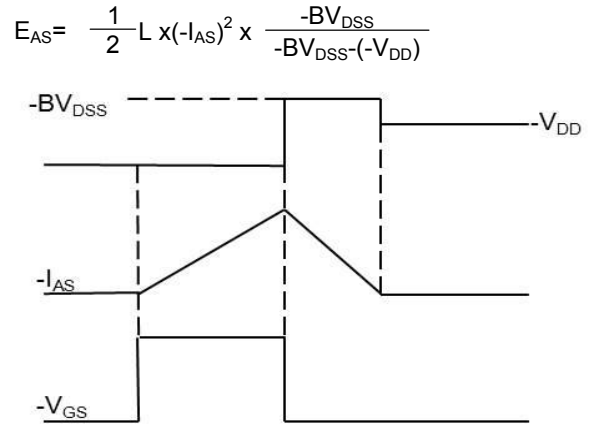 E_AS= 1/2 L x(-I_AS)² x -BV_DSS/-BV_DSS-(-V_DD)
-BV_DSS
-V_DD
-I_AS
-V_GS